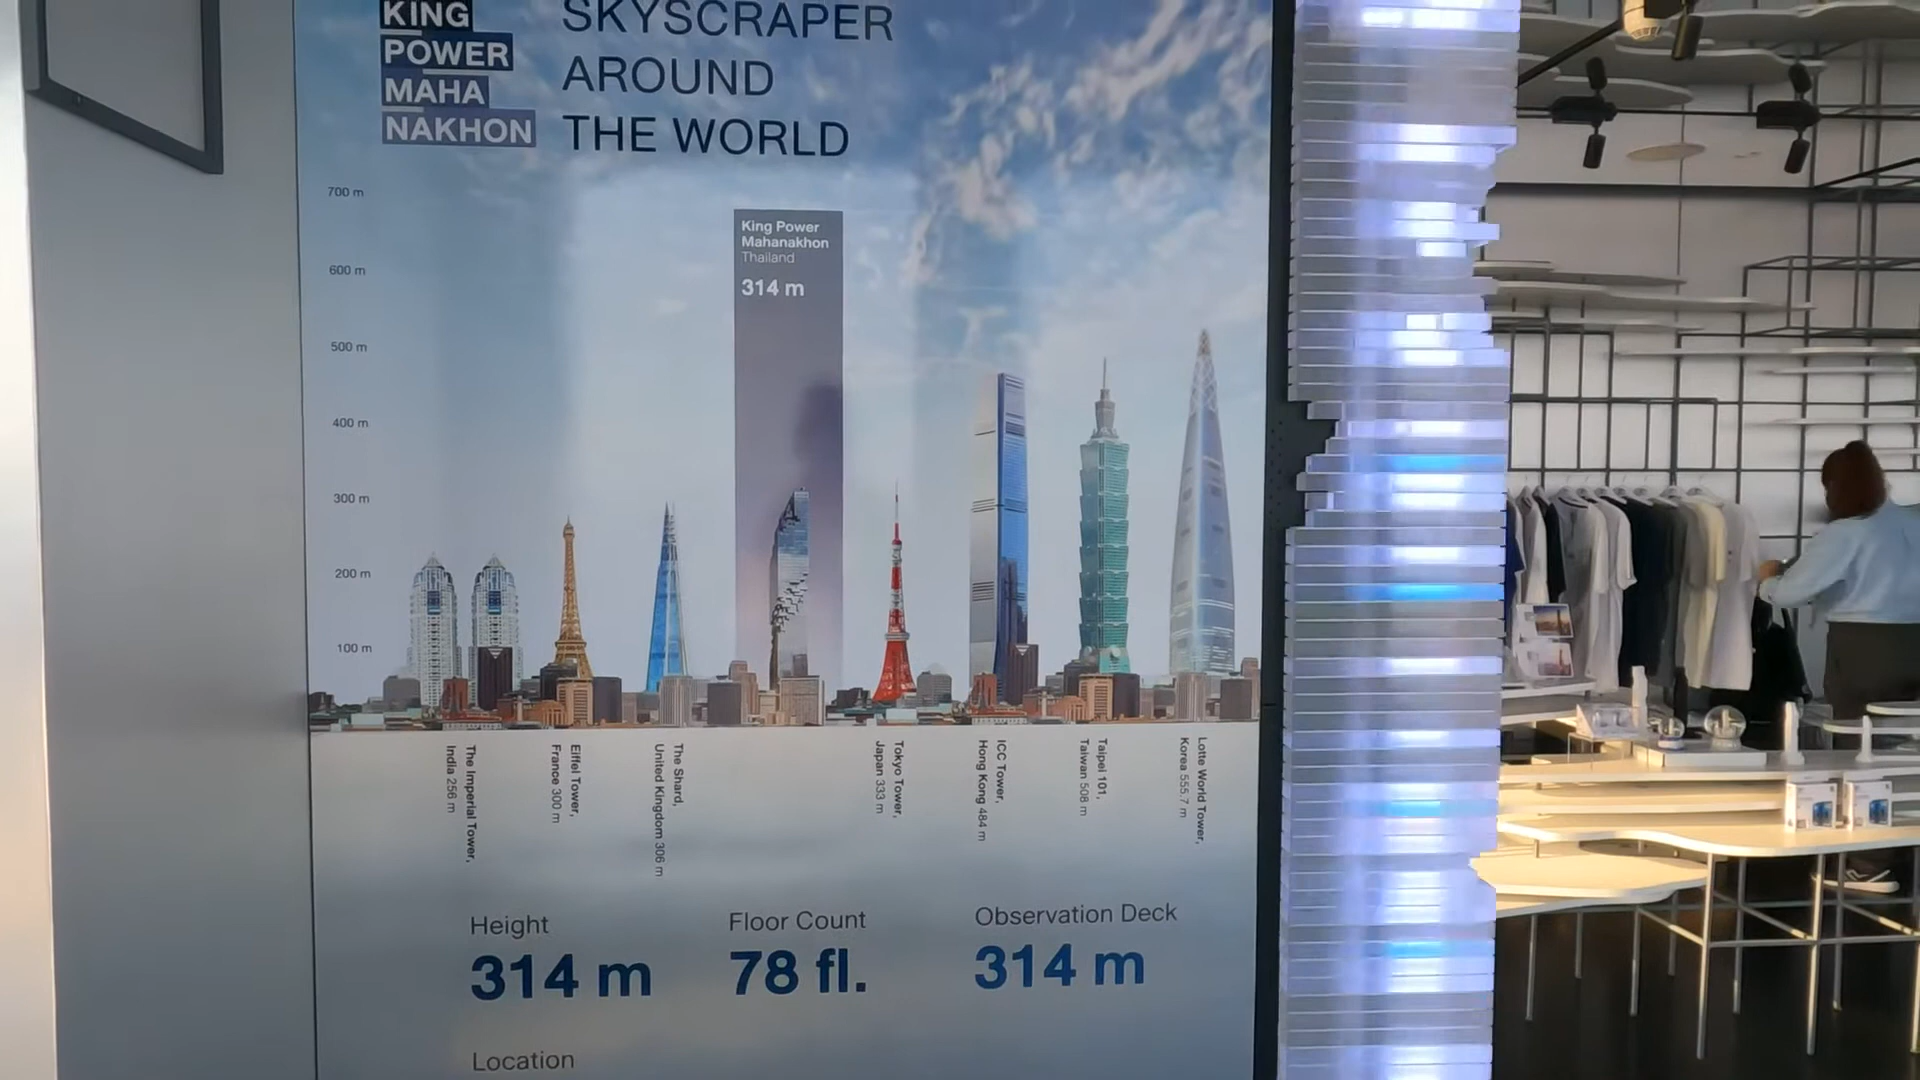 KING
POWER
MAHA
NAKHON
SKYSCRAPER
AROUND
THE WORLD
700 m
600 m
500 m
400 m
300 m
200 m
100 m
King Power
Mahanakhon
Thailand
314 m
The Imperial Tower,
India 256 m
Eiffel Tower,
France 300 m
The Shard,
United Kingdom 306 m
Tokyo Tower,
Japan 333 m
ICC Tower,
Hong Kong 484 m
Taipei 101,
Taiwan 508 m
Lotte World Tower,
Korea 555.7 m
Height
314 m
Floor Count
78 fl.
Observation Deck
314 m
Location